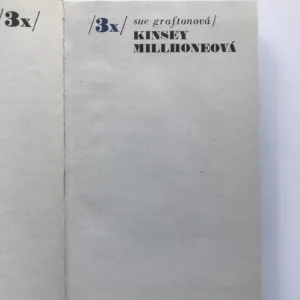 /3x/
/3x/ sue graftonová/
KINSEY
MILLHONEOVÁ